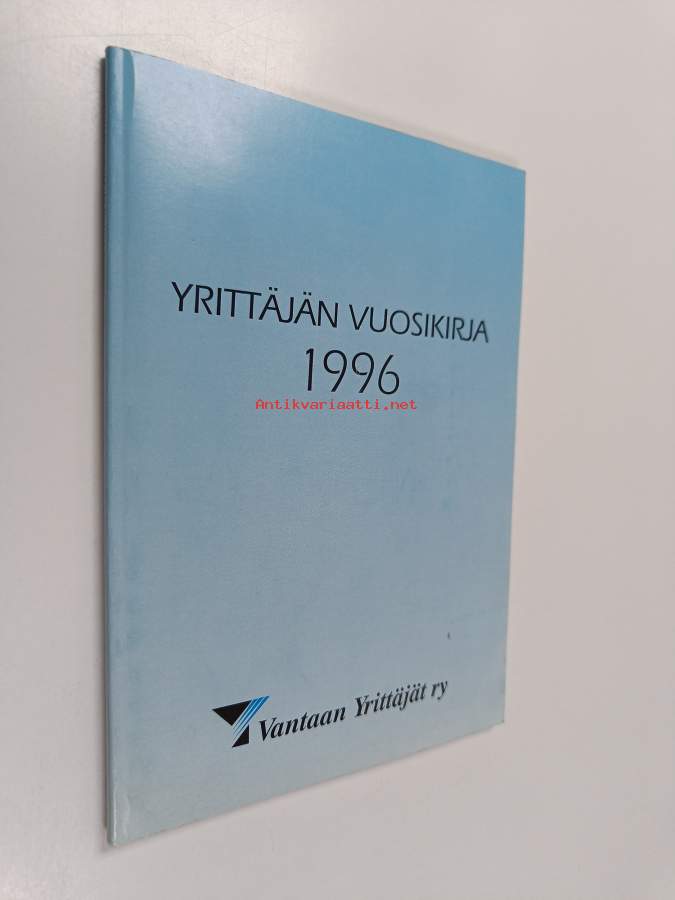 YRITTÄJÄN VUOSIKIRJA
1996
Antikvariaatti.net
Vantaan Yrittäjät ry